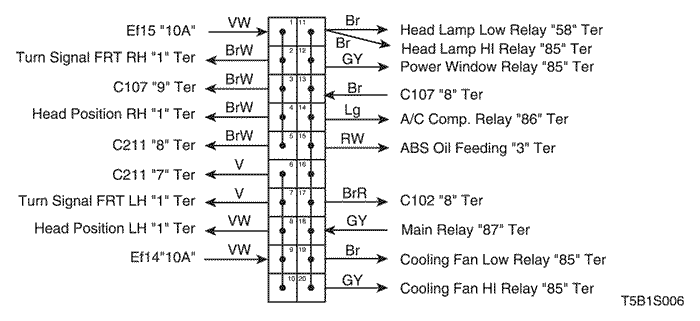 Ef15 "10A" VW 1 11 Br Head Lamp Low Relay "58" Ter
Br Head Lamp HI Relay "85" Ter
Turn Signal FRT RH "1" Ter BrW 2 12 GY Power Window Relay "85" Ter
C107 "9" Ter BrW 3 13 Br C107 "8" Ter
Head Position RH "1" Ter BrW 4 14 Lg A/C Comp. Relay "86" Ter
C211 "8" Ter BrW 5 15 RW ABS Oil Feeding "3" Ter
C211 "7" Ter V 6 16
Turn Signal FRT LH "1" Ter V 7 17 BrR C102 "8" Ter
Head Position LH "1" Ter VW 8 18 GY Main Relay "87" Ter
Ef14"10A" VW 9 19 Br Cooling Fan Low Relay "85" Ter
10 20 GY Cooling Fan HI Relay "85" Ter
T5B1S006